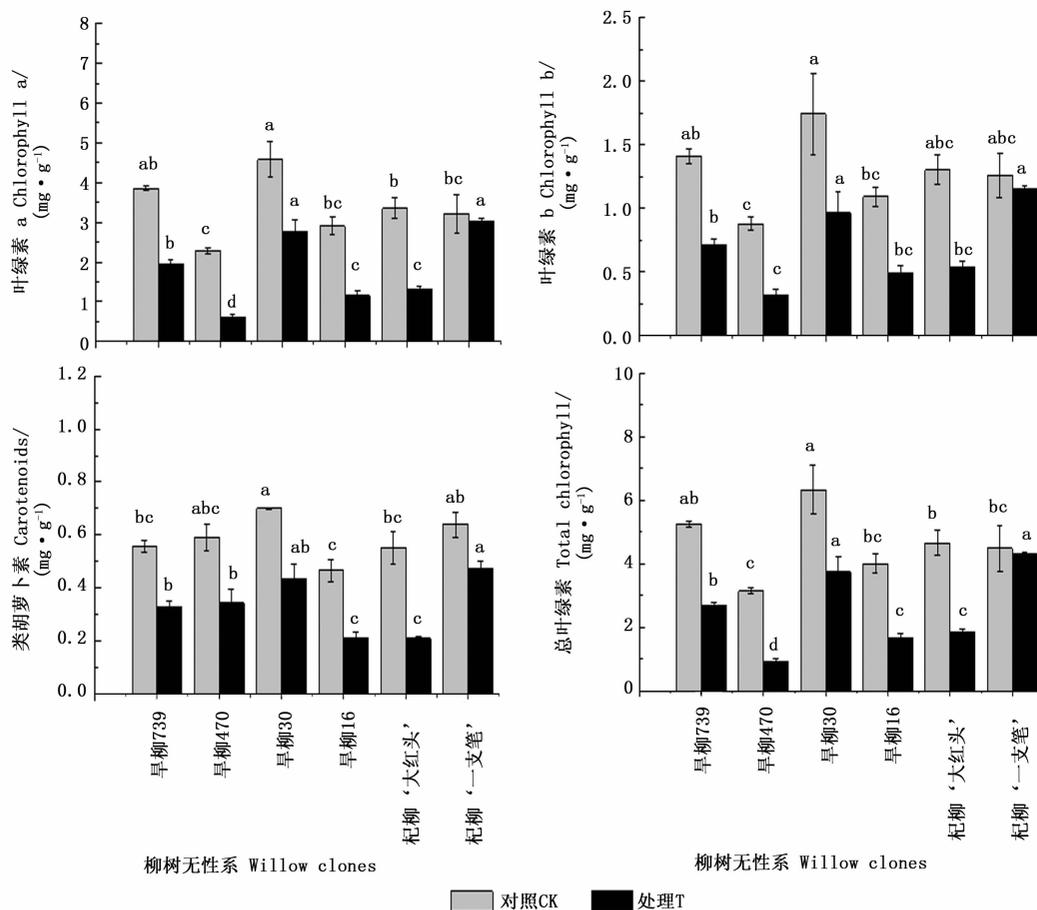 叶绿素 a Chlorophyll a/
(mg·g⁻¹)
8
7
6
5
4
3
2
1
0
ab
b
c
d
a
a
bc
c
b
c
bc
a
叶绿素 b Chlorophyll b/
(mg·g⁻¹)
2.5
2.0
1.5
1.0
0.5
0.0
ab
b
c
c
a
a
bc
bc
abc
bc
abc
a
类胡萝卜素 Carotenoids/
(mg·g⁻¹)
1.2
1.0
0.8
0.6
0.4
0.2
0.0
bc
b
abc
b
a
ab
c
c
bc
c
ab
a
旱柳739
旱柳470
旱柳30
旱柳16
杞柳‘大红头’
杞柳‘一支笔’
柳树无性系 Willow clones
总叶绿素 Total chlorophyll/
(mg·g⁻¹)
10
8
6
4
2
0
ab
b
c
d
a
a
bc
c
b
c
bc
a
旱柳739
旱柳470
旱柳30
旱柳16
杞柳‘大红头’
杞柳‘一支笔’
柳树无性系 Willow clones
对照CK 处理T